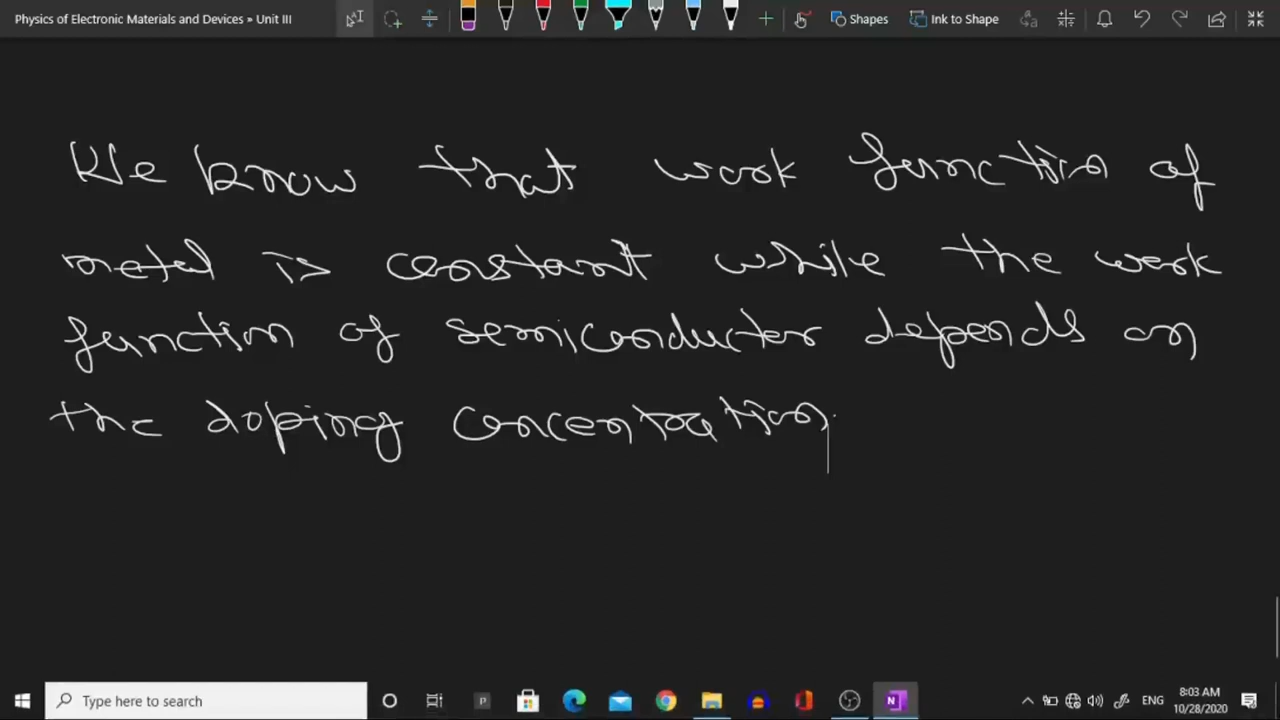 Physics of Electronic Materials and Devices » Unit III
Shapes
Ink to Shape
We know that work function of
metal is constant while the work
function of semiconductor depends on
the doping concentration,
Type here to search
ENG
8:03 AM
10/28/2020